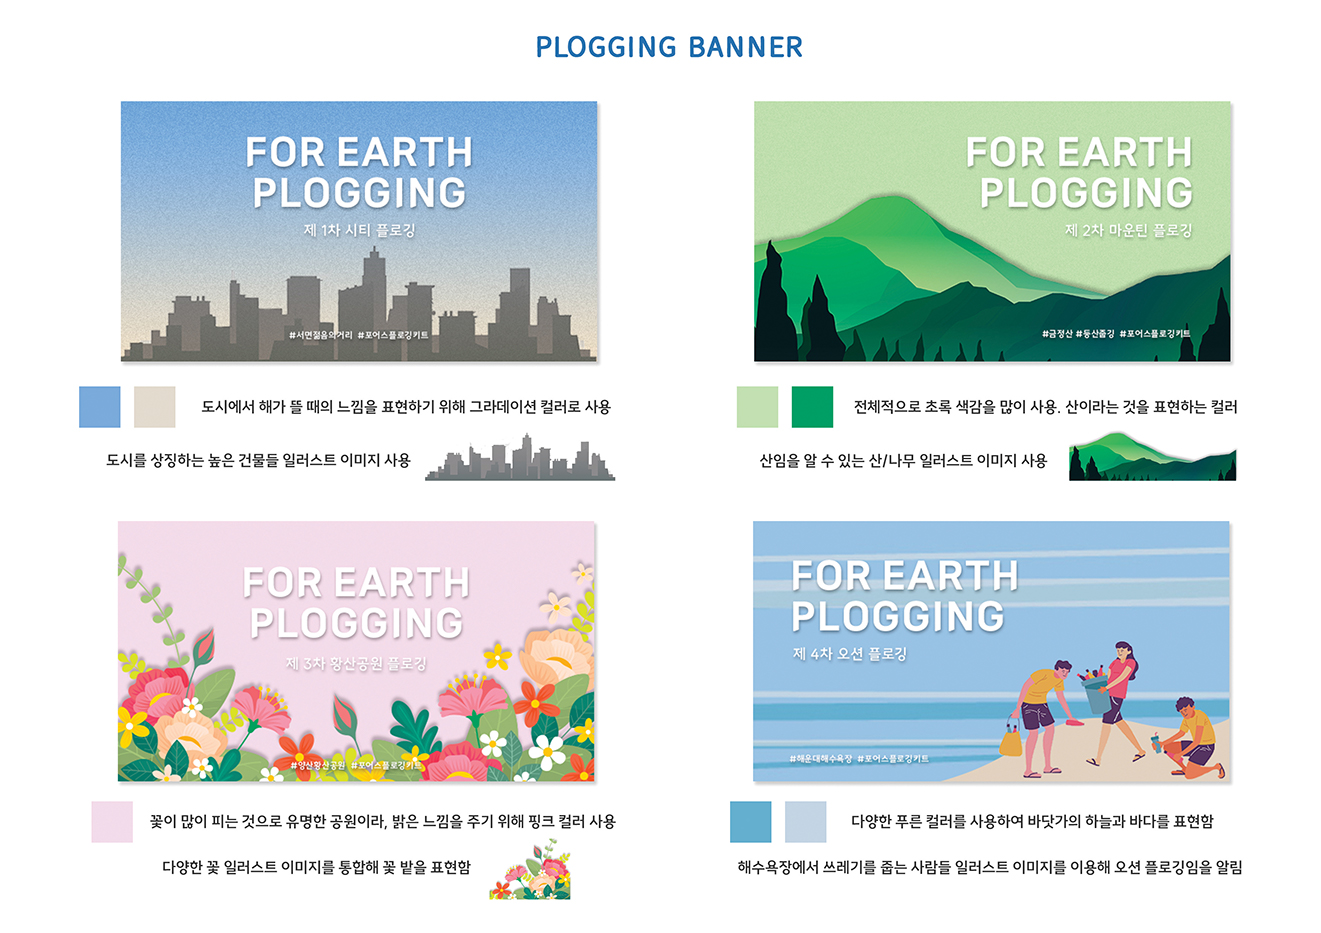 PLOGGING BANNER
FOR EARTH
PLOGGING
제 1차 시티 플로깅
#서면젊음의거리 #포어스플로깅키트
도시에서 해가 뜰 때의 느낌을 표현하기 위해 그라데이션 컬러로 사용
도시를 상징하는 높은 건물들 일러스트 이미지 사용
FOR EARTH
PLOGGING
제 2차 마운틴 플로깅
#금정산 #등산줍깅 #포어스플로깅키트
전체적으로 초록 색감을 많이 사용. 산이라는 것을 표현하는 컬러
산임을 알 수 있는 산/나무 일러스트 이미지 사용
FOR EARTH
PLOGGING
제 3차 황산공원 플로깅
#양산황산공원 #포어스플로깅키트
꽃이 많이 피는 것으로 유명한 공원이라, 밝은 느낌을 주기 위해 핑크 컬러 사용
다양한 꽃 일러스트 이미지를 통합해 꽃 밭을 표현함
FOR EARTH
PLOGGING
제 4차 오션 플로깅
#해운대해수욕장 #포어스플로깅키트
다양한 푸른 컬러를 사용하여 바닷가의 하늘과 바다를 표현함
해수욕장에서 쓰레기를 줍는 사람들 일러스트 이미지를 이용해 오션 플로깅임을 알림